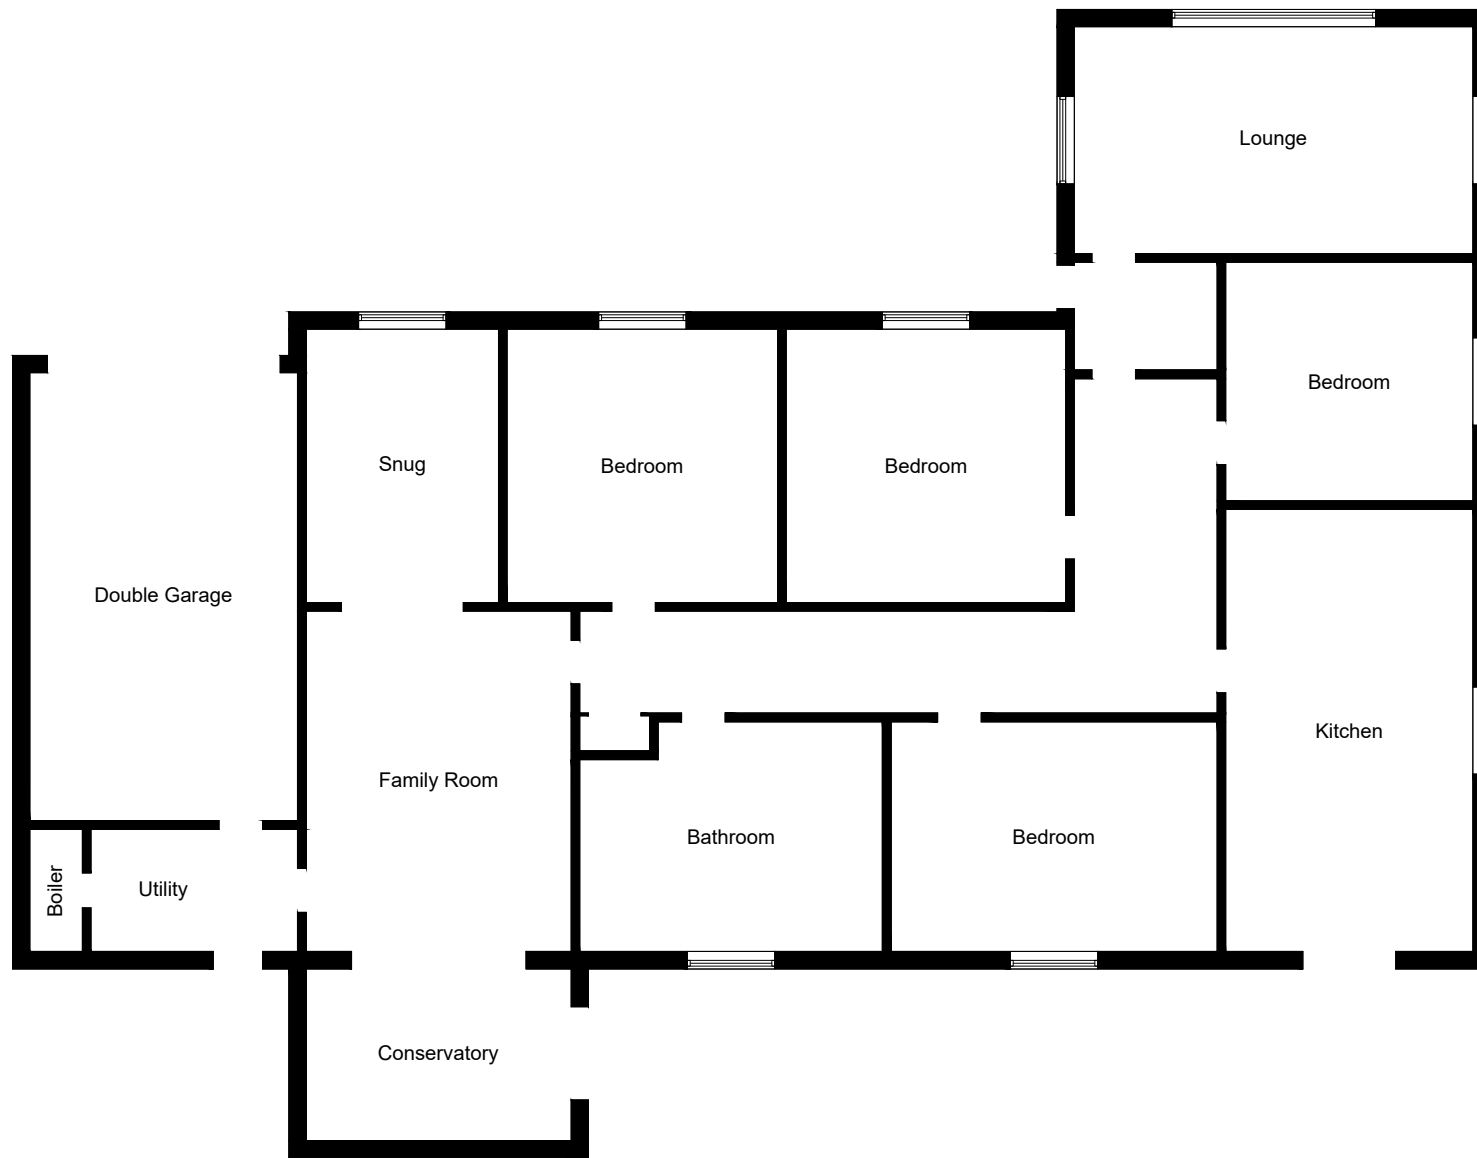 Lounge
Bedroom
Snug
Bedroom
Bedroom
Double Garage
Kitchen
Family Room
Bathroom
Bedroom
Boiler
Utility
Conservatory